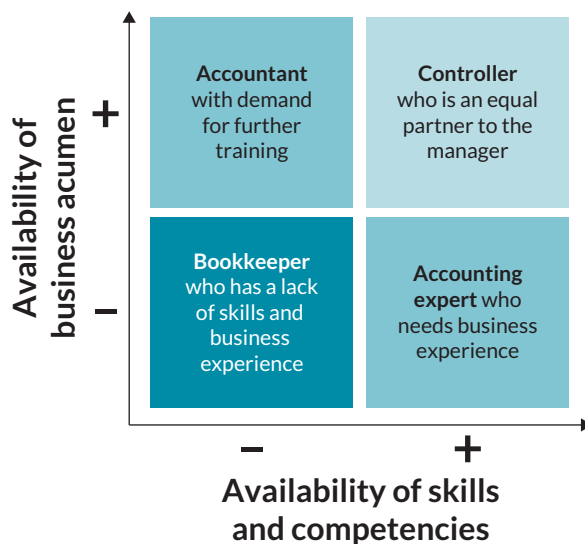 Availability of
business acumen
+
−
Accountant
with demand
for further
training
Controller
who is an equal
partner to the
manager
Bookkeeper
who has a lack
of skills and
business
experience
Accounting
expert who
needs business
experience
−
+
Availability of skills
and competencies